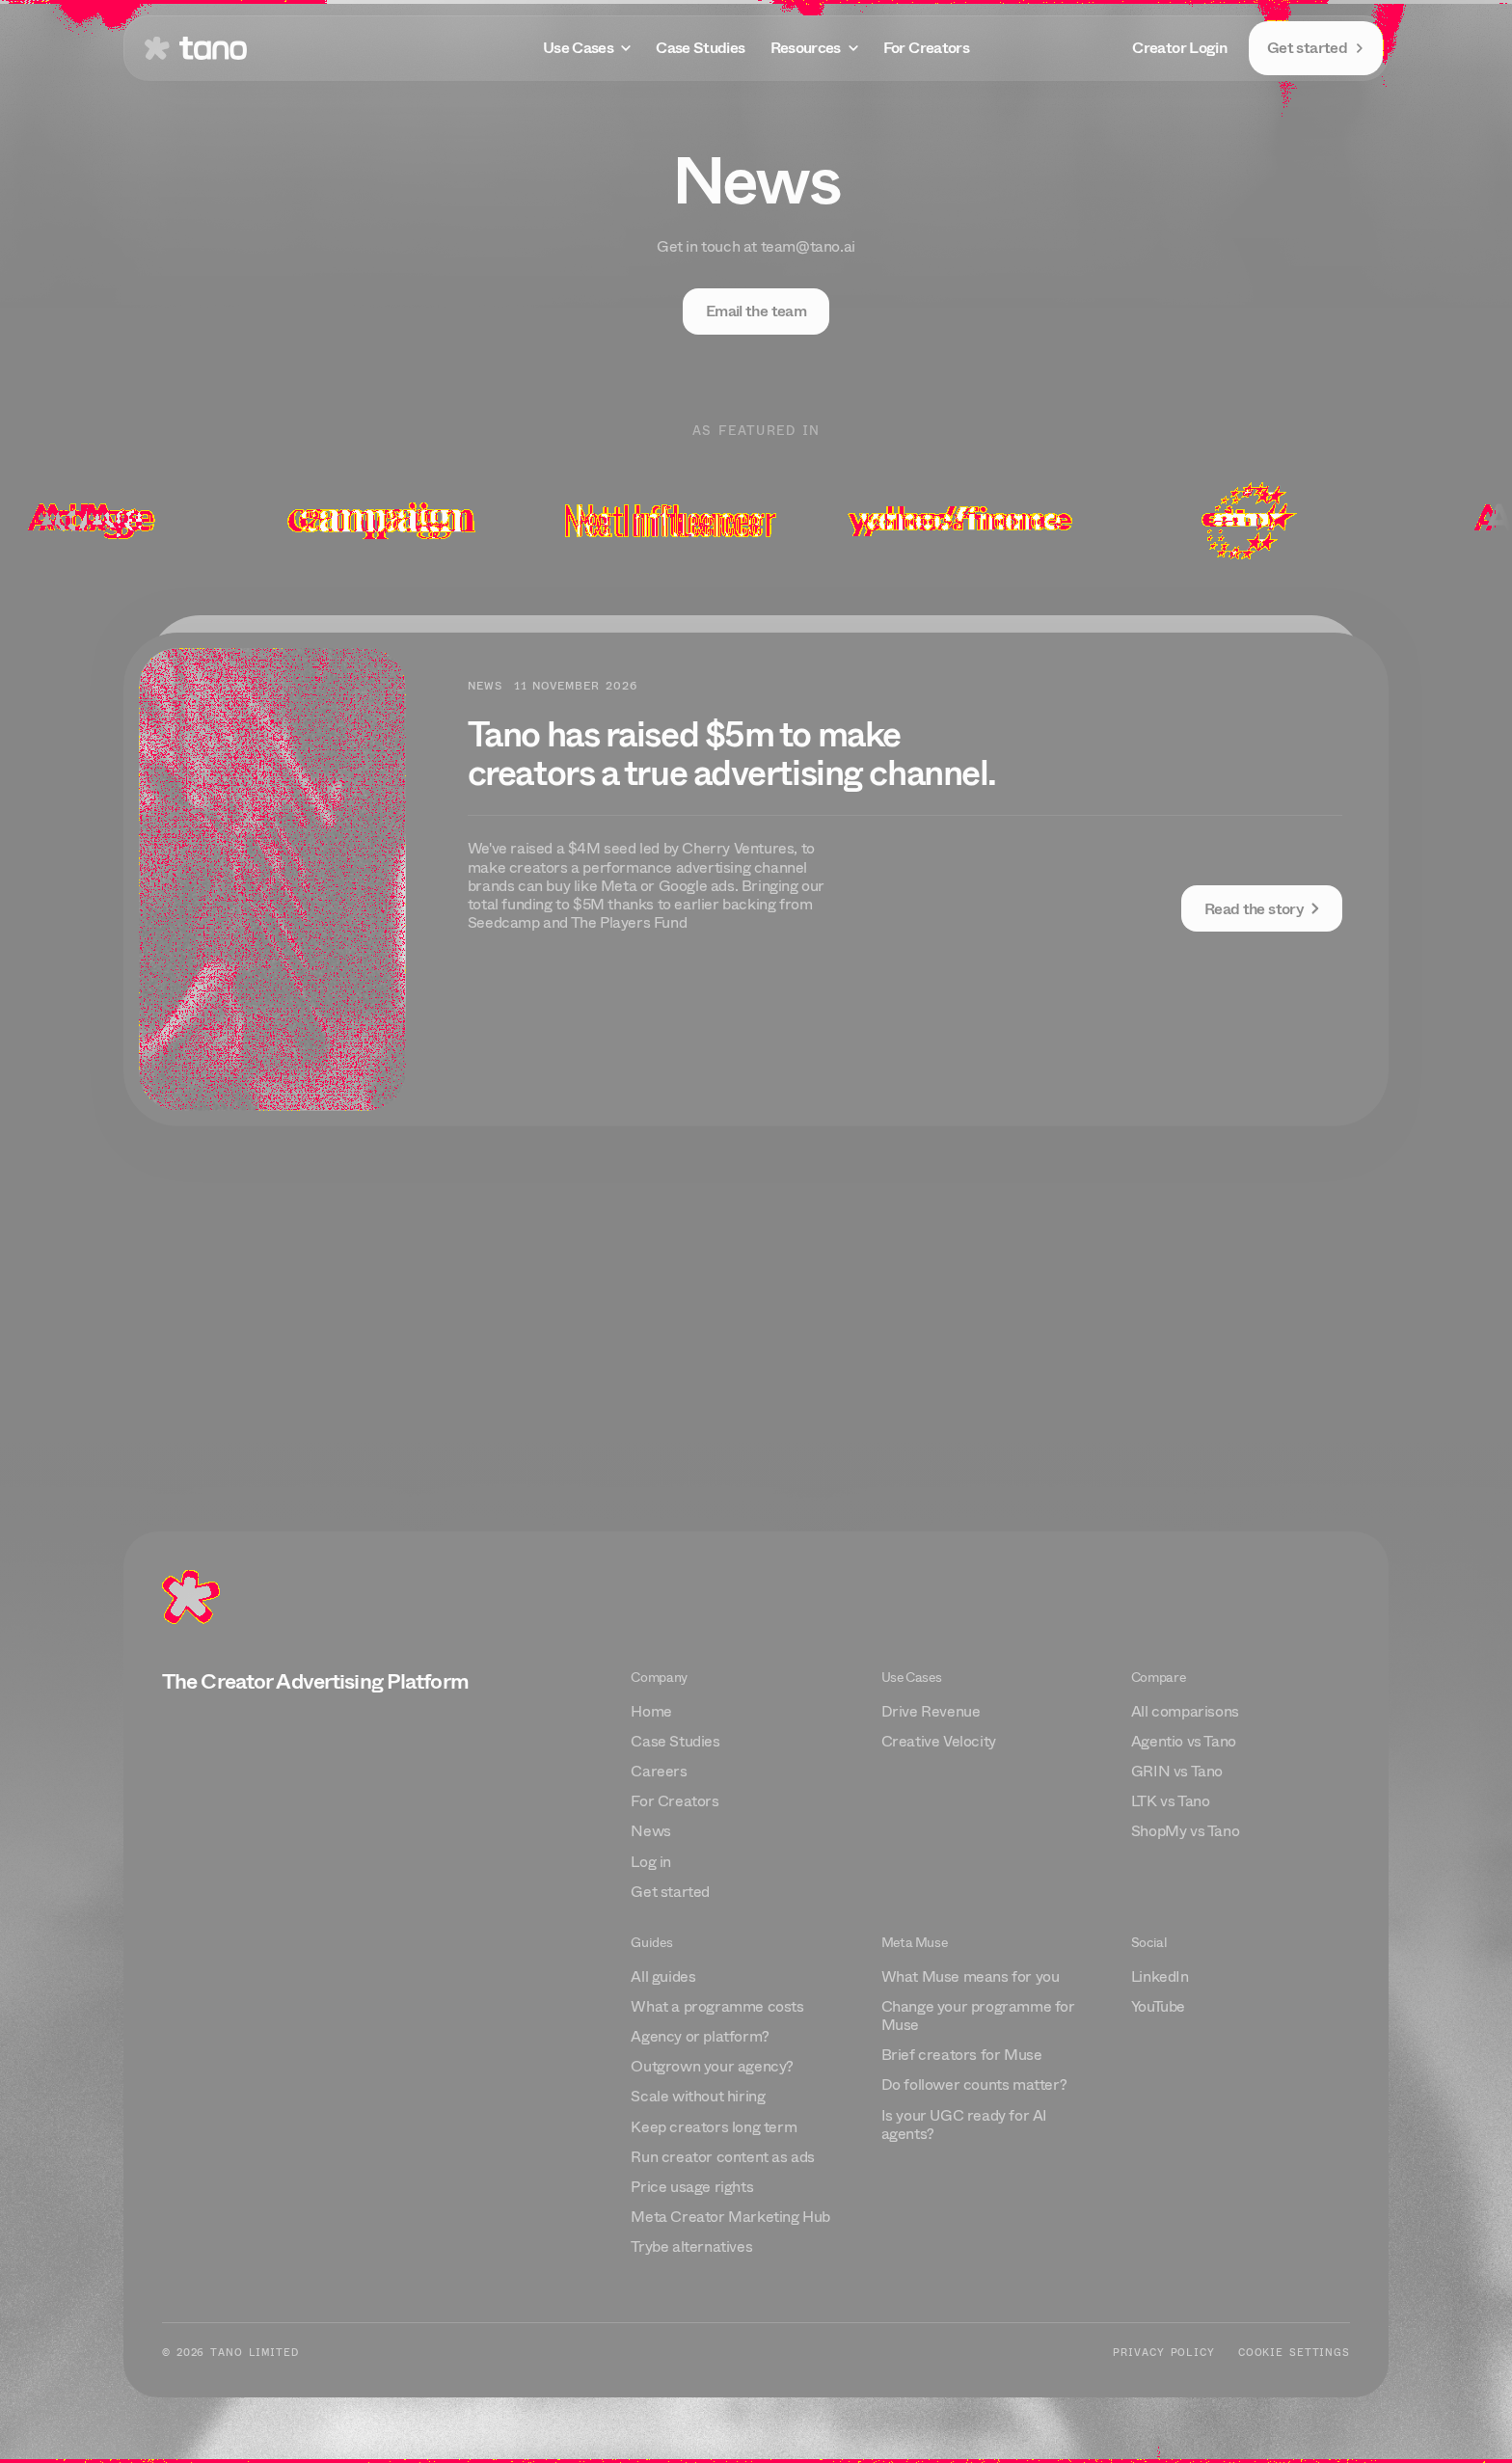 tano
Use Cases
Case Studies
Resources
For Creators
Creator Login
Get started
News
Get in touch at team@tano.ai
Email the team
AS FEATURED IN
campaign
Net Influencer
yahoo!finance
NEWS 11 NOVEMBER 2026
Tano has raised $5m to make
creators a true advertising channel.
We've raised a $4M seed led by Cherry Ventures, to
make creators a performance advertising channel
brands can buy like Meta or Google ads. Bringing our
total funding to $5M thanks to earlier backing from
Seedcamp and The Players Fund
Read the story
The Creator Advertising Platform
Company
Home
Case Studies
Careers
For Creators
News
Log in
Get started
Use Cases
Drive Revenue
Creative Velocity
Compare
All comparisons
Agentio vs Tano
GRIN vs Tano
LTK vs Tano
ShopMy vs Tano
Guides
All guides
What a programme costs
Agency or platform?
Outgrown your agency?
Scale without hiring
Keep creators long term
Run creator content as ads
Price usage rights
Meta Creator Marketing Hub
Trybe alternatives
Meta Muse
What Muse means for you
Change your programme for
Muse
Brief creators for Muse
Do follower counts matter?
Is your UGC ready for AI
agents?
Social
LinkedIn
YouTube
© 2026 TANO LIMITED
PRIVACY POLICY
COOKIE SETTINGS